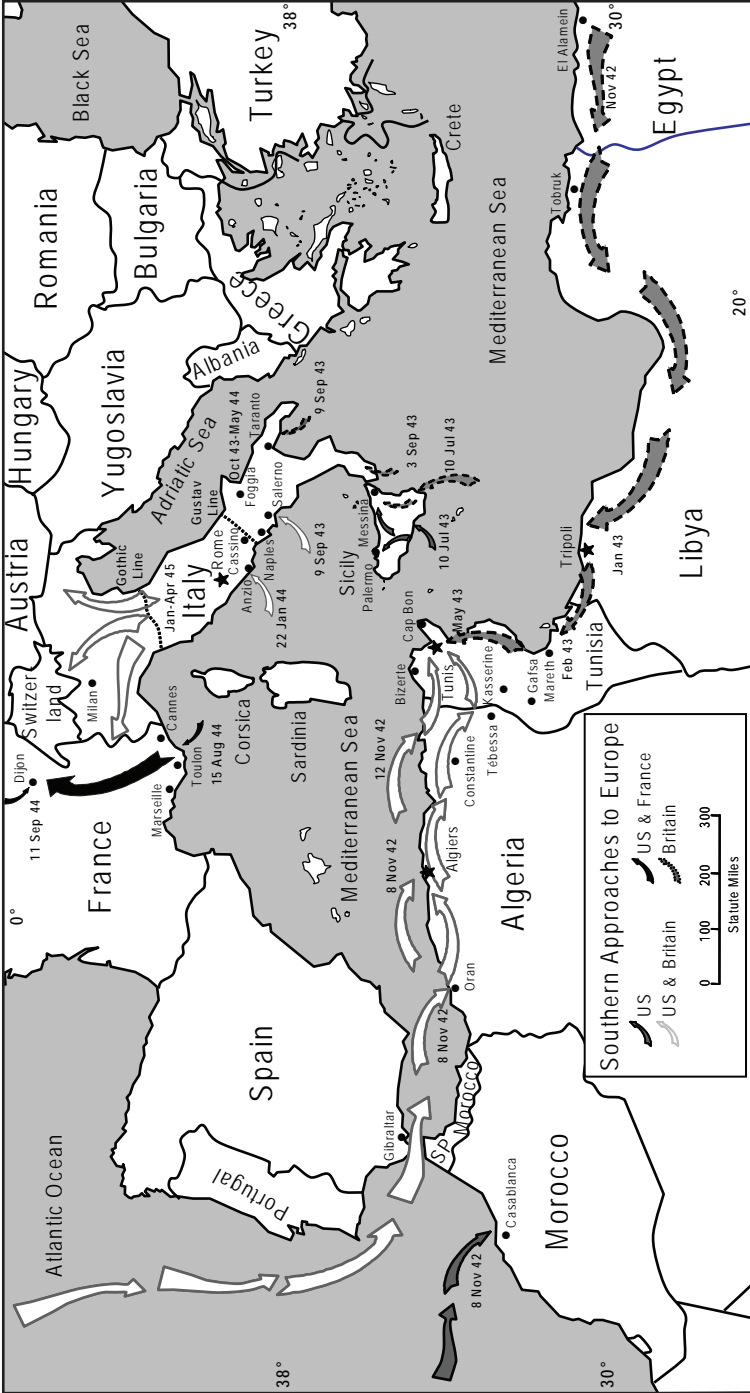 Atlantic Ocean
0°
11 Sep 44
Dijon
Switzer
land
Austria
Hungary
Romania
Black Sea
France
Milan
Gothic
Line
Yugoslavia
Bulgaria
Marseille
Toulon
Cannes
15 Aug 44
Jan-Apr 45
Adriatic Sea
Portugal
Spain
Corsica
Italy
Rome
Cassino
Gustav
Line
Oct 43-May 44
Foggia
Albania
Turkey
38°
38°
Anzio
Naples
Salerno
Taranto
Greece
22 Jan 44
9 Sep 43
9 Sep 43
Sardinia
Mediterranean Sea
Gibraltar
8 Nov 42
12 Nov 42
Sicily
Palermo
Messina
3 Sep 43
10 Jul 43
10 Jul 43
Crete
SP Morocco
8 Nov 42
Oran
Algiers
Constantine
Bizerte
Cap Bon
Tunis
May 43
Mediterranean Sea
8 Nov 42
Casablanca
Algeria
Tébessa
Kasserine
Gafsa
Mareth
Feb 43
Tunisia
Tripoli
Jan 43
Tobruk
El Alamein
Nov 42
Morocco
Libya
Egypt
30°
30°
20°
Southern Approaches to Europe
US
US & France
US & Britain
Britain
0 100 200 300
Statute Miles